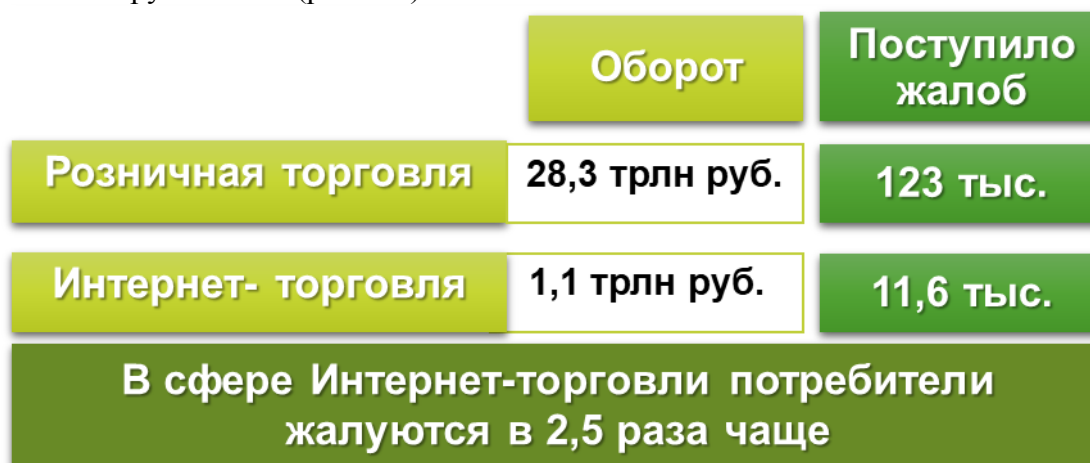 Оборот
Поступило
жалоб
Розничная торговля
28,3 трлн руб.
123 тыс.
Интернет- торговля
1,1 трлн руб.
11,6 тыс.
В сфере Интернет-торговли потребители
жалуются в 2,5 раза чаще